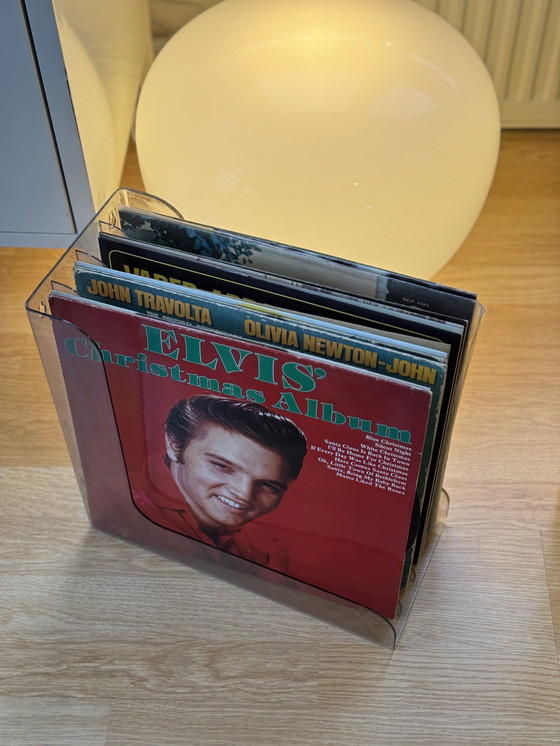 JOHN TRAVOLTA
OLIVIA NEWTON-JOHN
THE ORIGINAL
ELVIS'
Christmas Album
Blue Christmas
Silent Night
White Christmas
Santa Claus Is Back In Town
I'll Be Home For Christmas
If Every Day Was Like Christmas
Here Comes Santa Claus
Oh, Little Town Of Bethlehem
Santa, Bring My Baby Back
Mama Liked The Roses